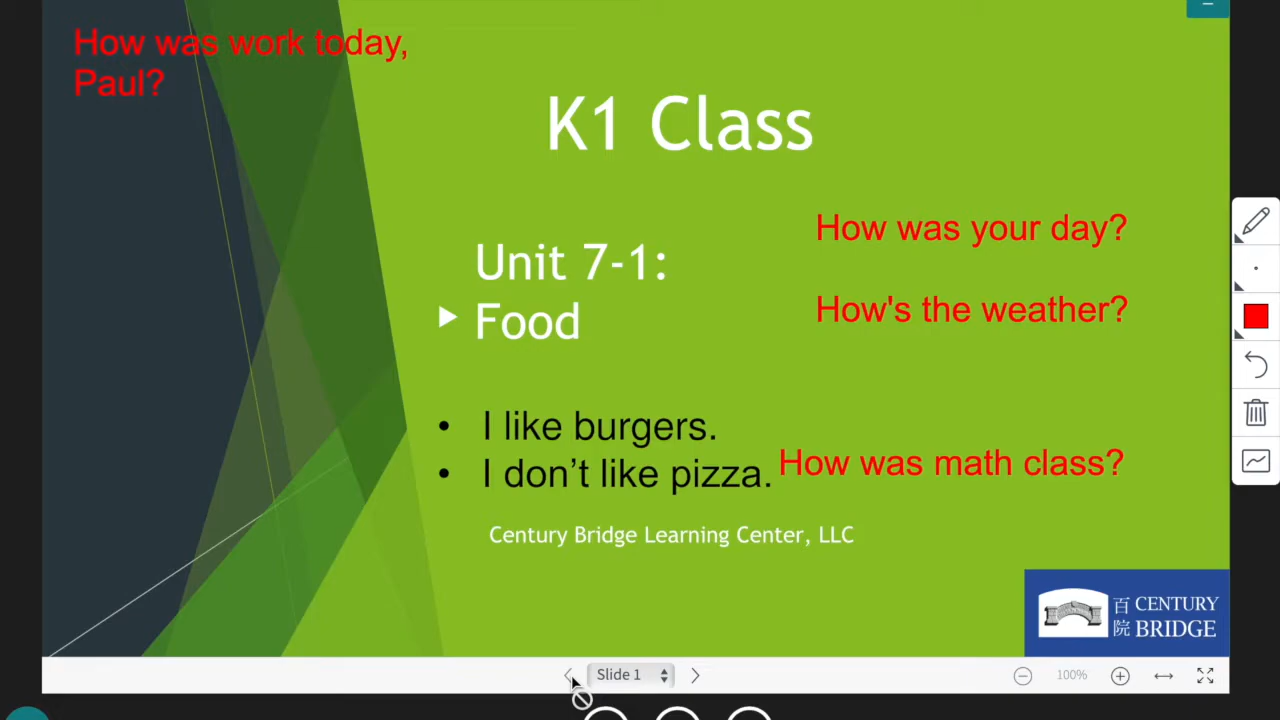 How was work today,
Paul?
K1 Class
How was your day?
Unit 7-1:
Food
How's the weather?
• I like burgers.
• I don’t like pizza.
How was math class?
Century Bridge Learning Center, LLC
百院
CENTURY
BRIDGE
Slide 1
100%